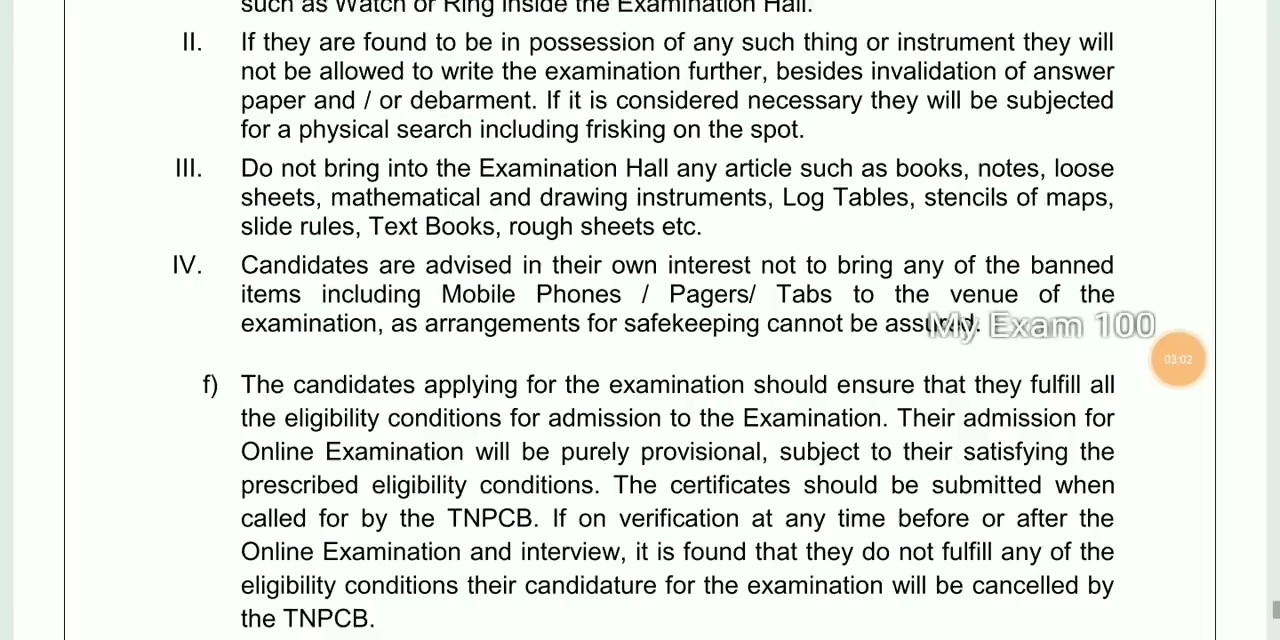 such as Watch or Ring inside the Examination Hall.
II. If they are found to be in possession of any such thing or instrument they will
not be allowed to write the examination further, besides invalidation of answer
paper and / or debarment. If it is considered necessary they will be subjected
for a physical search including frisking on the spot.
III. Do not bring into the Examination Hall any article such as books, notes, loose
sheets, mathematical and drawing instruments, Log Tables, stencils of maps,
slide rules, Text Books, rough sheets etc.
IV. Candidates are advised in their own interest not to bring any of the banned
items including Mobile Phones / Pagers/ Tabs to the venue of the
examination, as arrangements for safekeeping cannot be assured.
My Exam 100
03:02
f) The candidates applying for the examination should ensure that they fulfill all
the eligibility conditions for admission to the Examination. Their admission for
Online Examination will be purely provisional, subject to their satisfying the
prescribed eligibility conditions. The certificates should be submitted when
called for by the TNPCB. If on verification at any time before or after the
Online Examination and interview, it is found that they do not fulfill any of the
eligibility conditions their candidature for the examination will be cancelled by
the TNPCB.